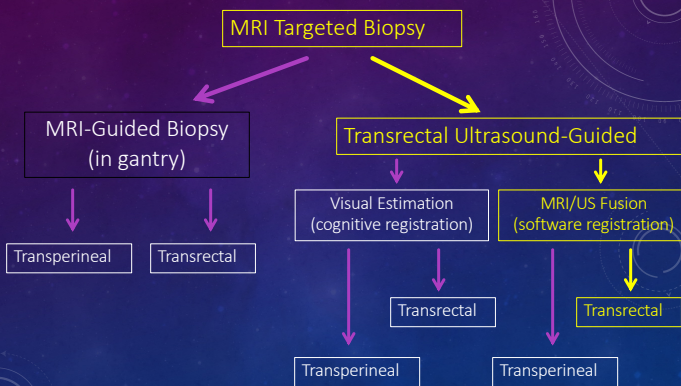 MRI Targeted Biopsy
MRI-Guided Biopsy
(in gantry)
Transrectal Ultrasound-Guided
Visual Estimation
(cognitive registration)
MRI/US Fusion
(software registration)
Transperineal
Transrectal
Transrectal
Transrectal
Transperineal
Transperineal